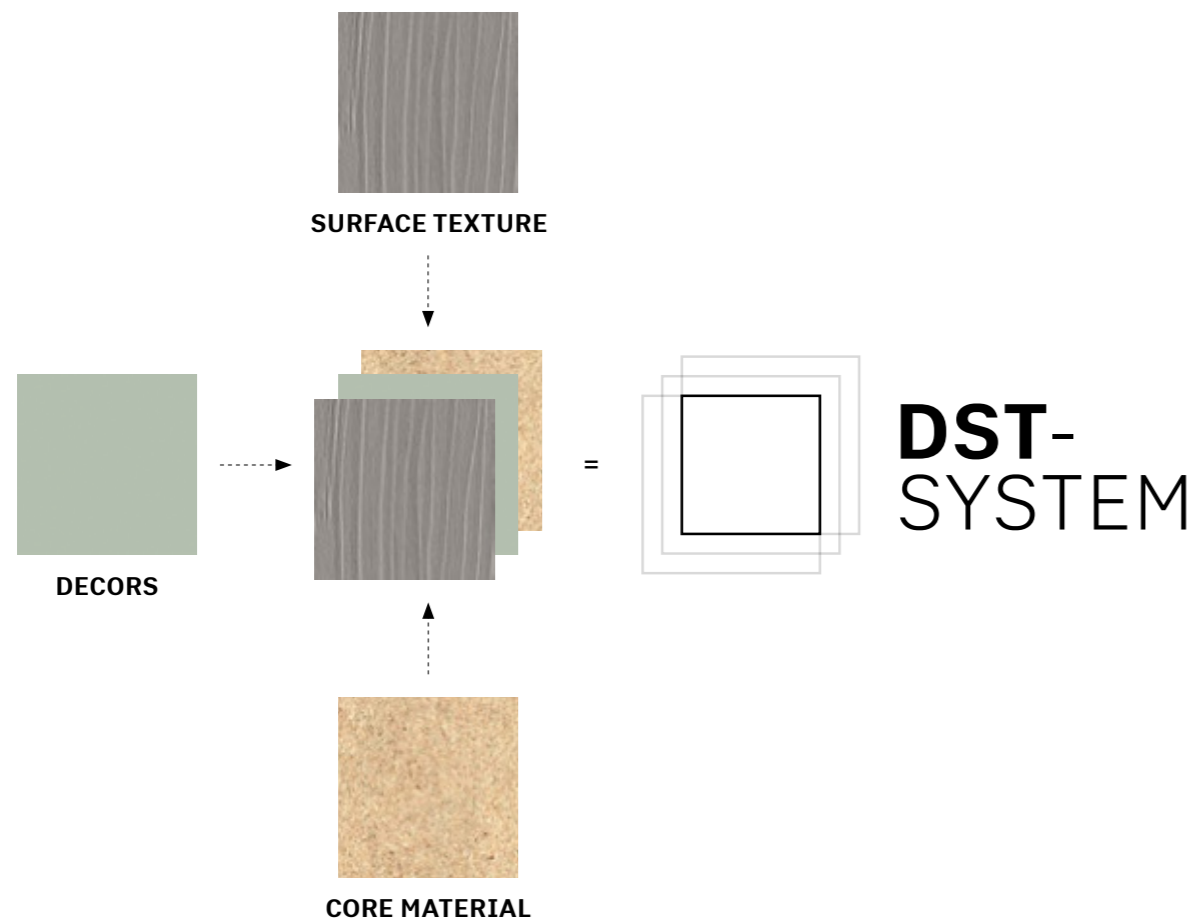 SURFACE TEXTURE
DECORS
=
DST-
SYSTEM
CORE MATERIAL